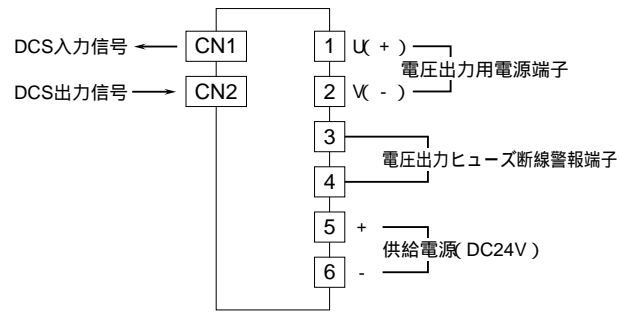 DCS入力信号 CN1
DCS出力信号 CN2
1 U( + )
電圧出力用電源端子
2 V( - )
3
電圧出力ヒューズ断線警報端子
4
5 +
供給電源( DC24V )
6 -